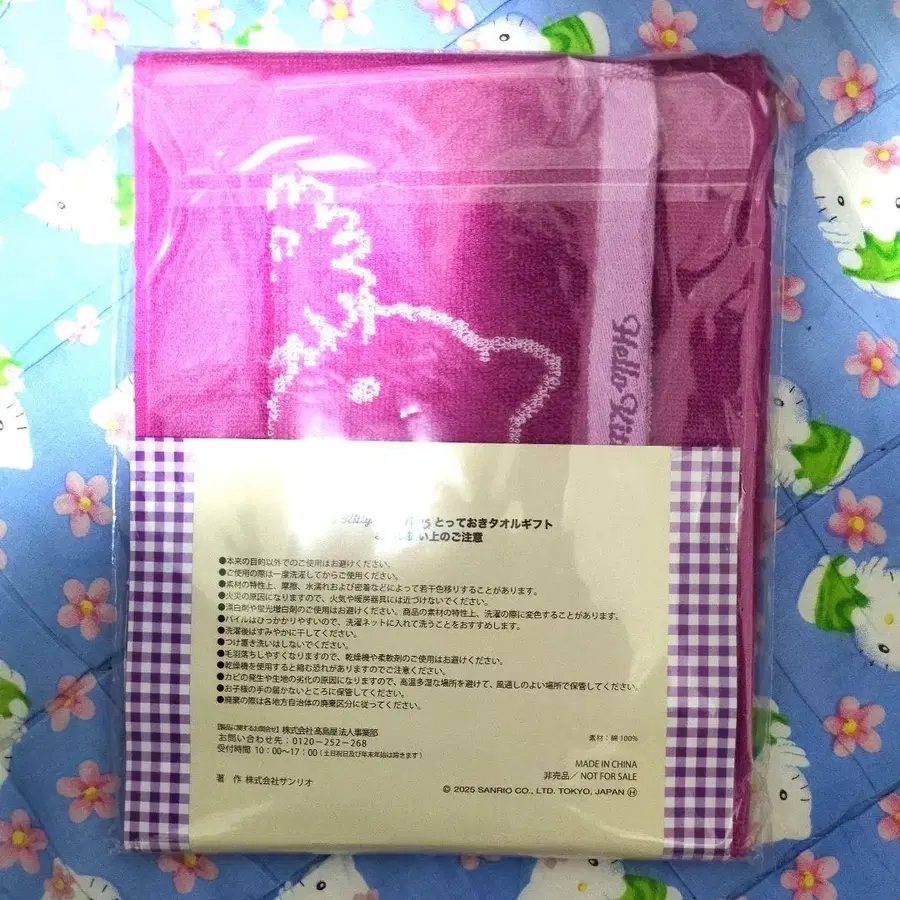 Hello Kitt
とっておきタオルギフト
い上のご注意
●本来の目的以外でのご使用はお避けください。
●ご使用の際は一度洗濯してからご使用ください。
●素材の特性上、摩擦、水濡れおよび密着などによって若干色移りすることがあります。
●火災の原因になりますので、火気や暖房器具には近づけないでください。
●漂白剤や蛍光増白剤のご使用はお避けください。商品の素材の特性上、洗濯の際に変色することがあります。
●パイルはひっかかりやすいので、洗濯ネットに入れて洗うことをおすすめします。
●洗濯後はすみやかに干してください。
●つけ置き洗いはしないでください。
●毛羽落ちしやすくなりますので、乾燥機や柔軟剤のご使用はお避けください。
●乾燥機を使用すると縮む恐れがありますのでご注意ください。
●カビの発生や生地の劣化の原因になりますので、高温多湿な場所を避けて、風通しのよい場所で保管してください。
●お子様の手の届かないところに保管してください。
●廃棄の際は各地方自治体の廃棄区分に従ってください。
【製品に関するお問合せ】株式会社高島屋 法人事業部
お問い合わせ先：0120-252-268
受付時間 10：00〜17：00（土日祝日及び年末年始は除きます）
素材：綿 100%
MADE IN CHINA
非売品／NOT FOR SALE
著 作 株式会社サンリオ
© 2025 SANRIO CO., LTD. TOKYO, JAPAN Ⓗ